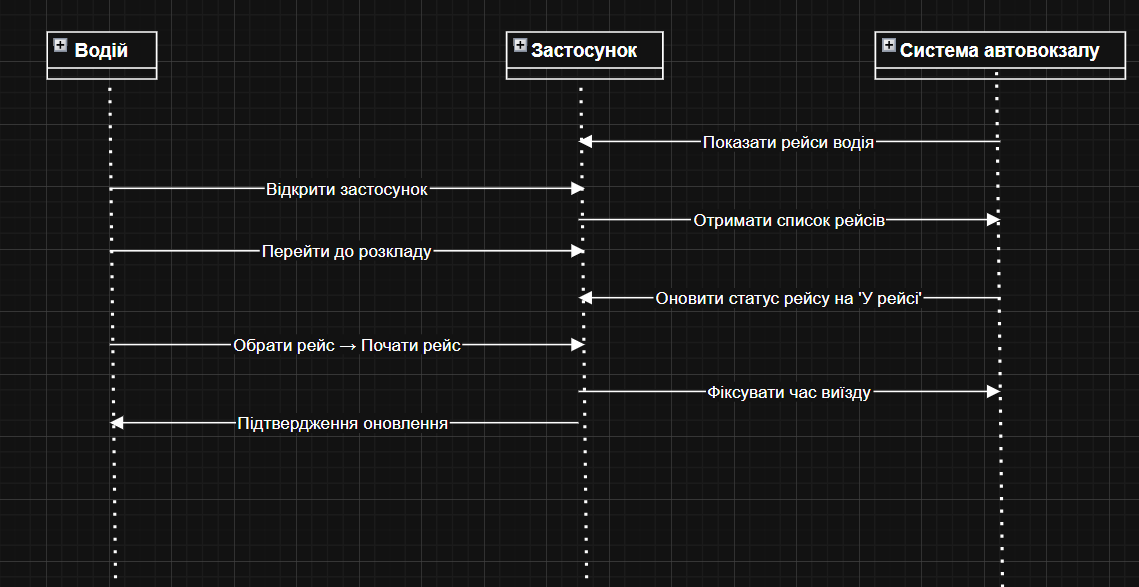 Водій
Застосунок
Система автовокзалу
Показати рейси водія
Відкрити застосунок
Отримати список рейсів
Перейти до розкладу
Оновити статус рейсу на 'У рейсі'
Обрати рейс → Почати рейс
Фіксувати час виїзду
Підтвердження оновлення